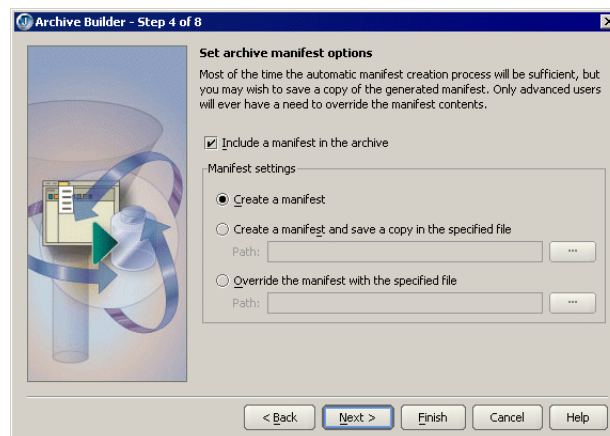 Archive Builder - Step 4 of 8
Set archive manifest options
Most of the time the automatic manifest creation process will be sufficient, but
you may wish to save a copy of the generated manifest. Only advanced users
will ever have a need to override the manifest contents.
Include a manifest in the archive
Manifest settings
Create a manifest
Create a manifest and save a copy in the specified file
Path: ...
Override the manifest with the specified file
Path: ...
< Back Next > Finish Cancel Help